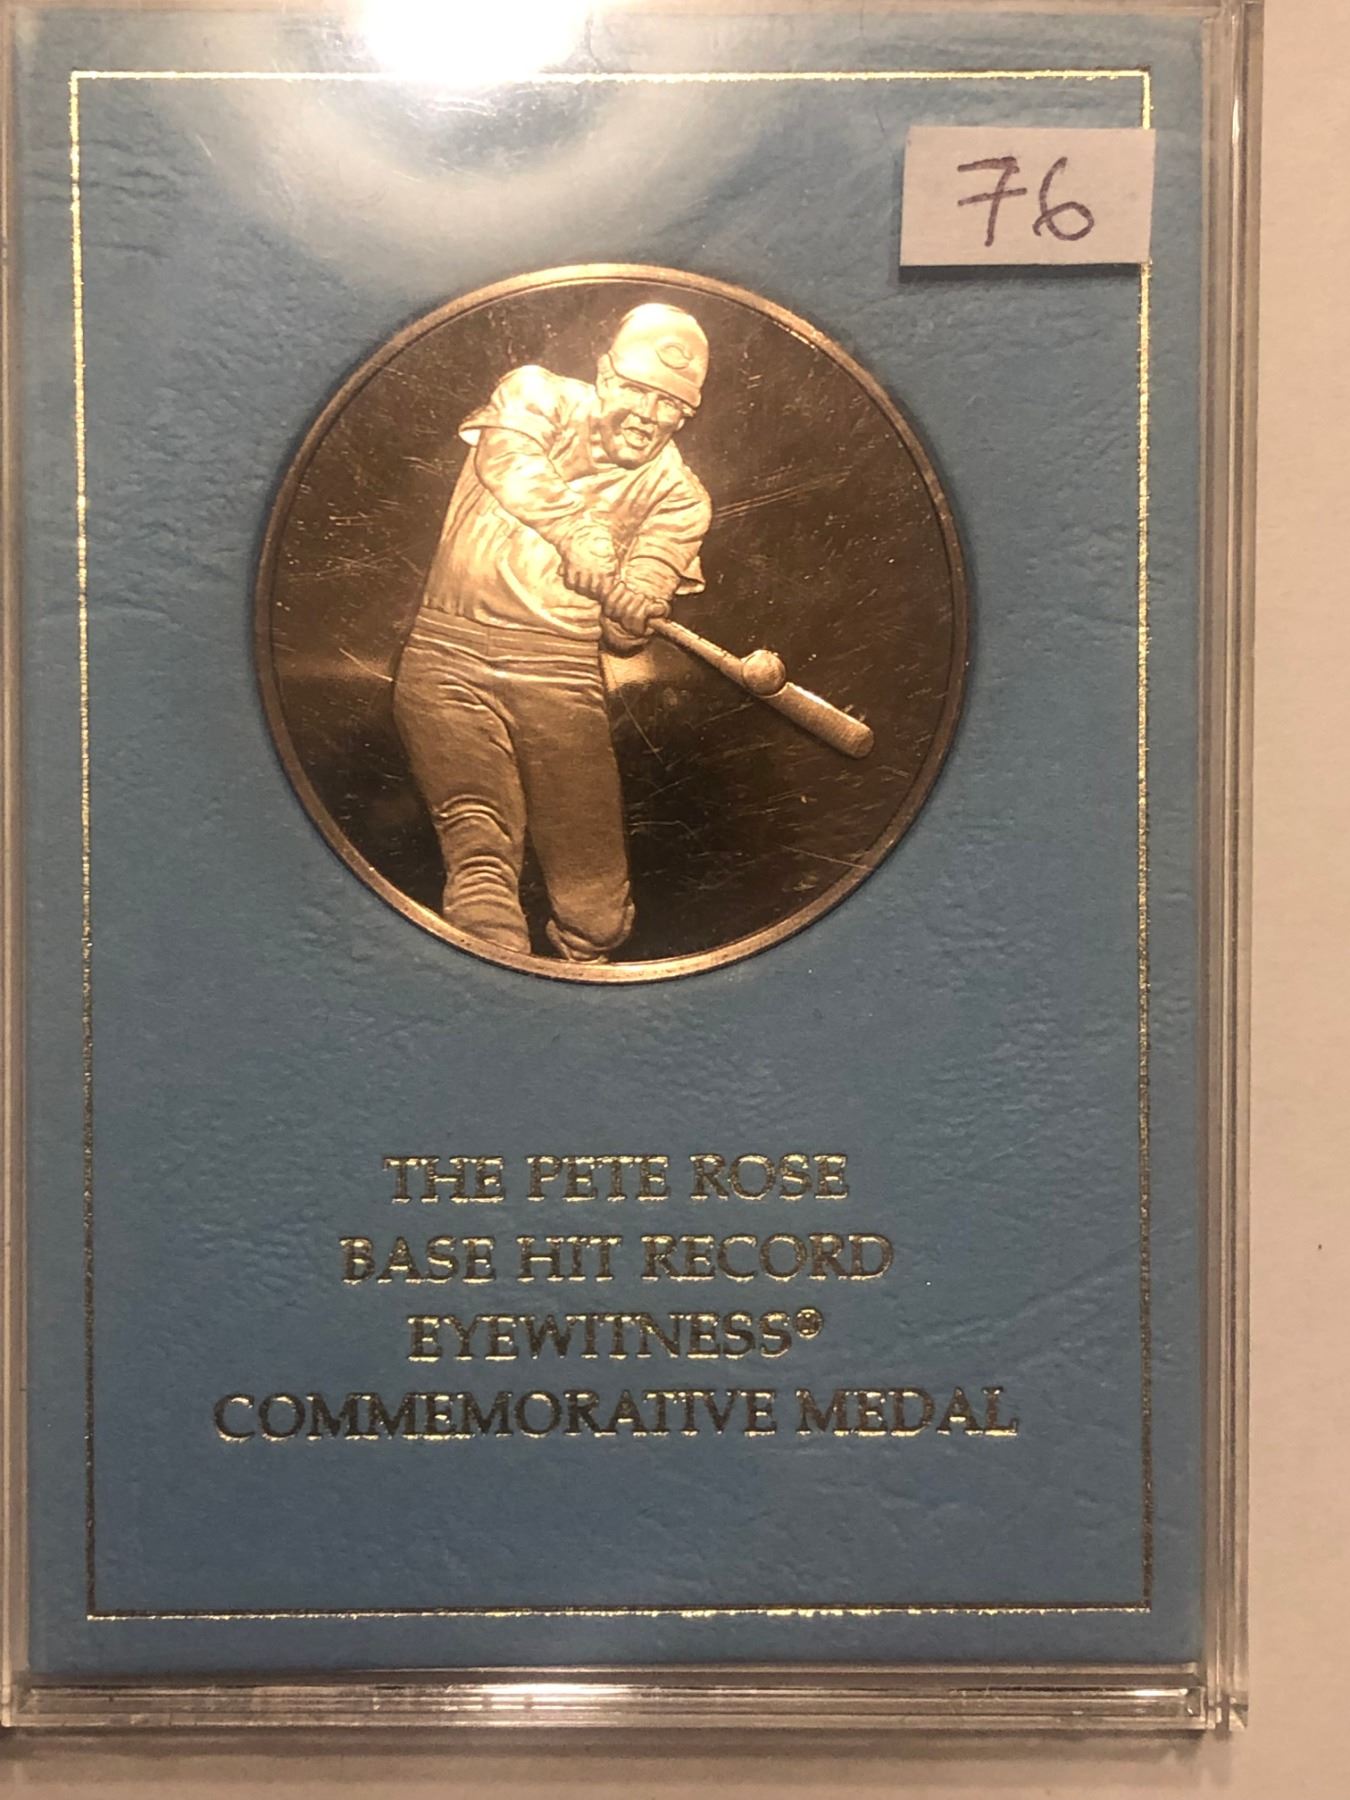 76
C
THE PETE ROSE
BASE HIT RECORD
EYEWITNESS®
COMMEMORATIVE MEDAL